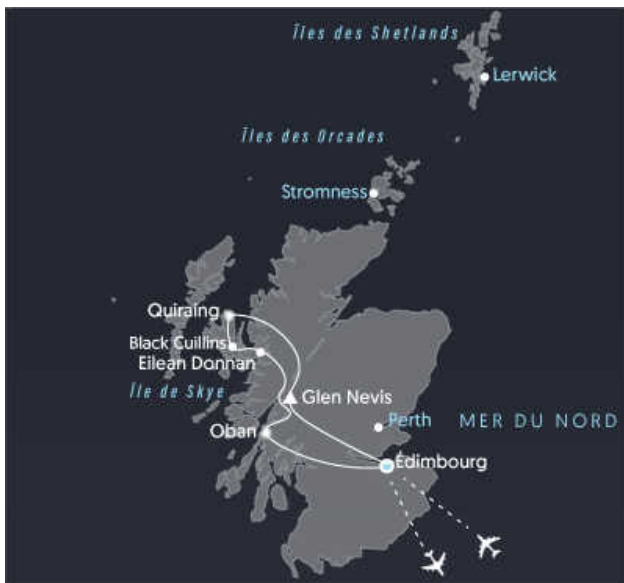 Îles des Shetlands
Lerwick
Îles des Orcades
Stromness
Quiraing
Black Cuillins
Eilean Donnan
Île de Skye
Glen Nevis
Perth
MER DU NORD
Oban
Édimbourg